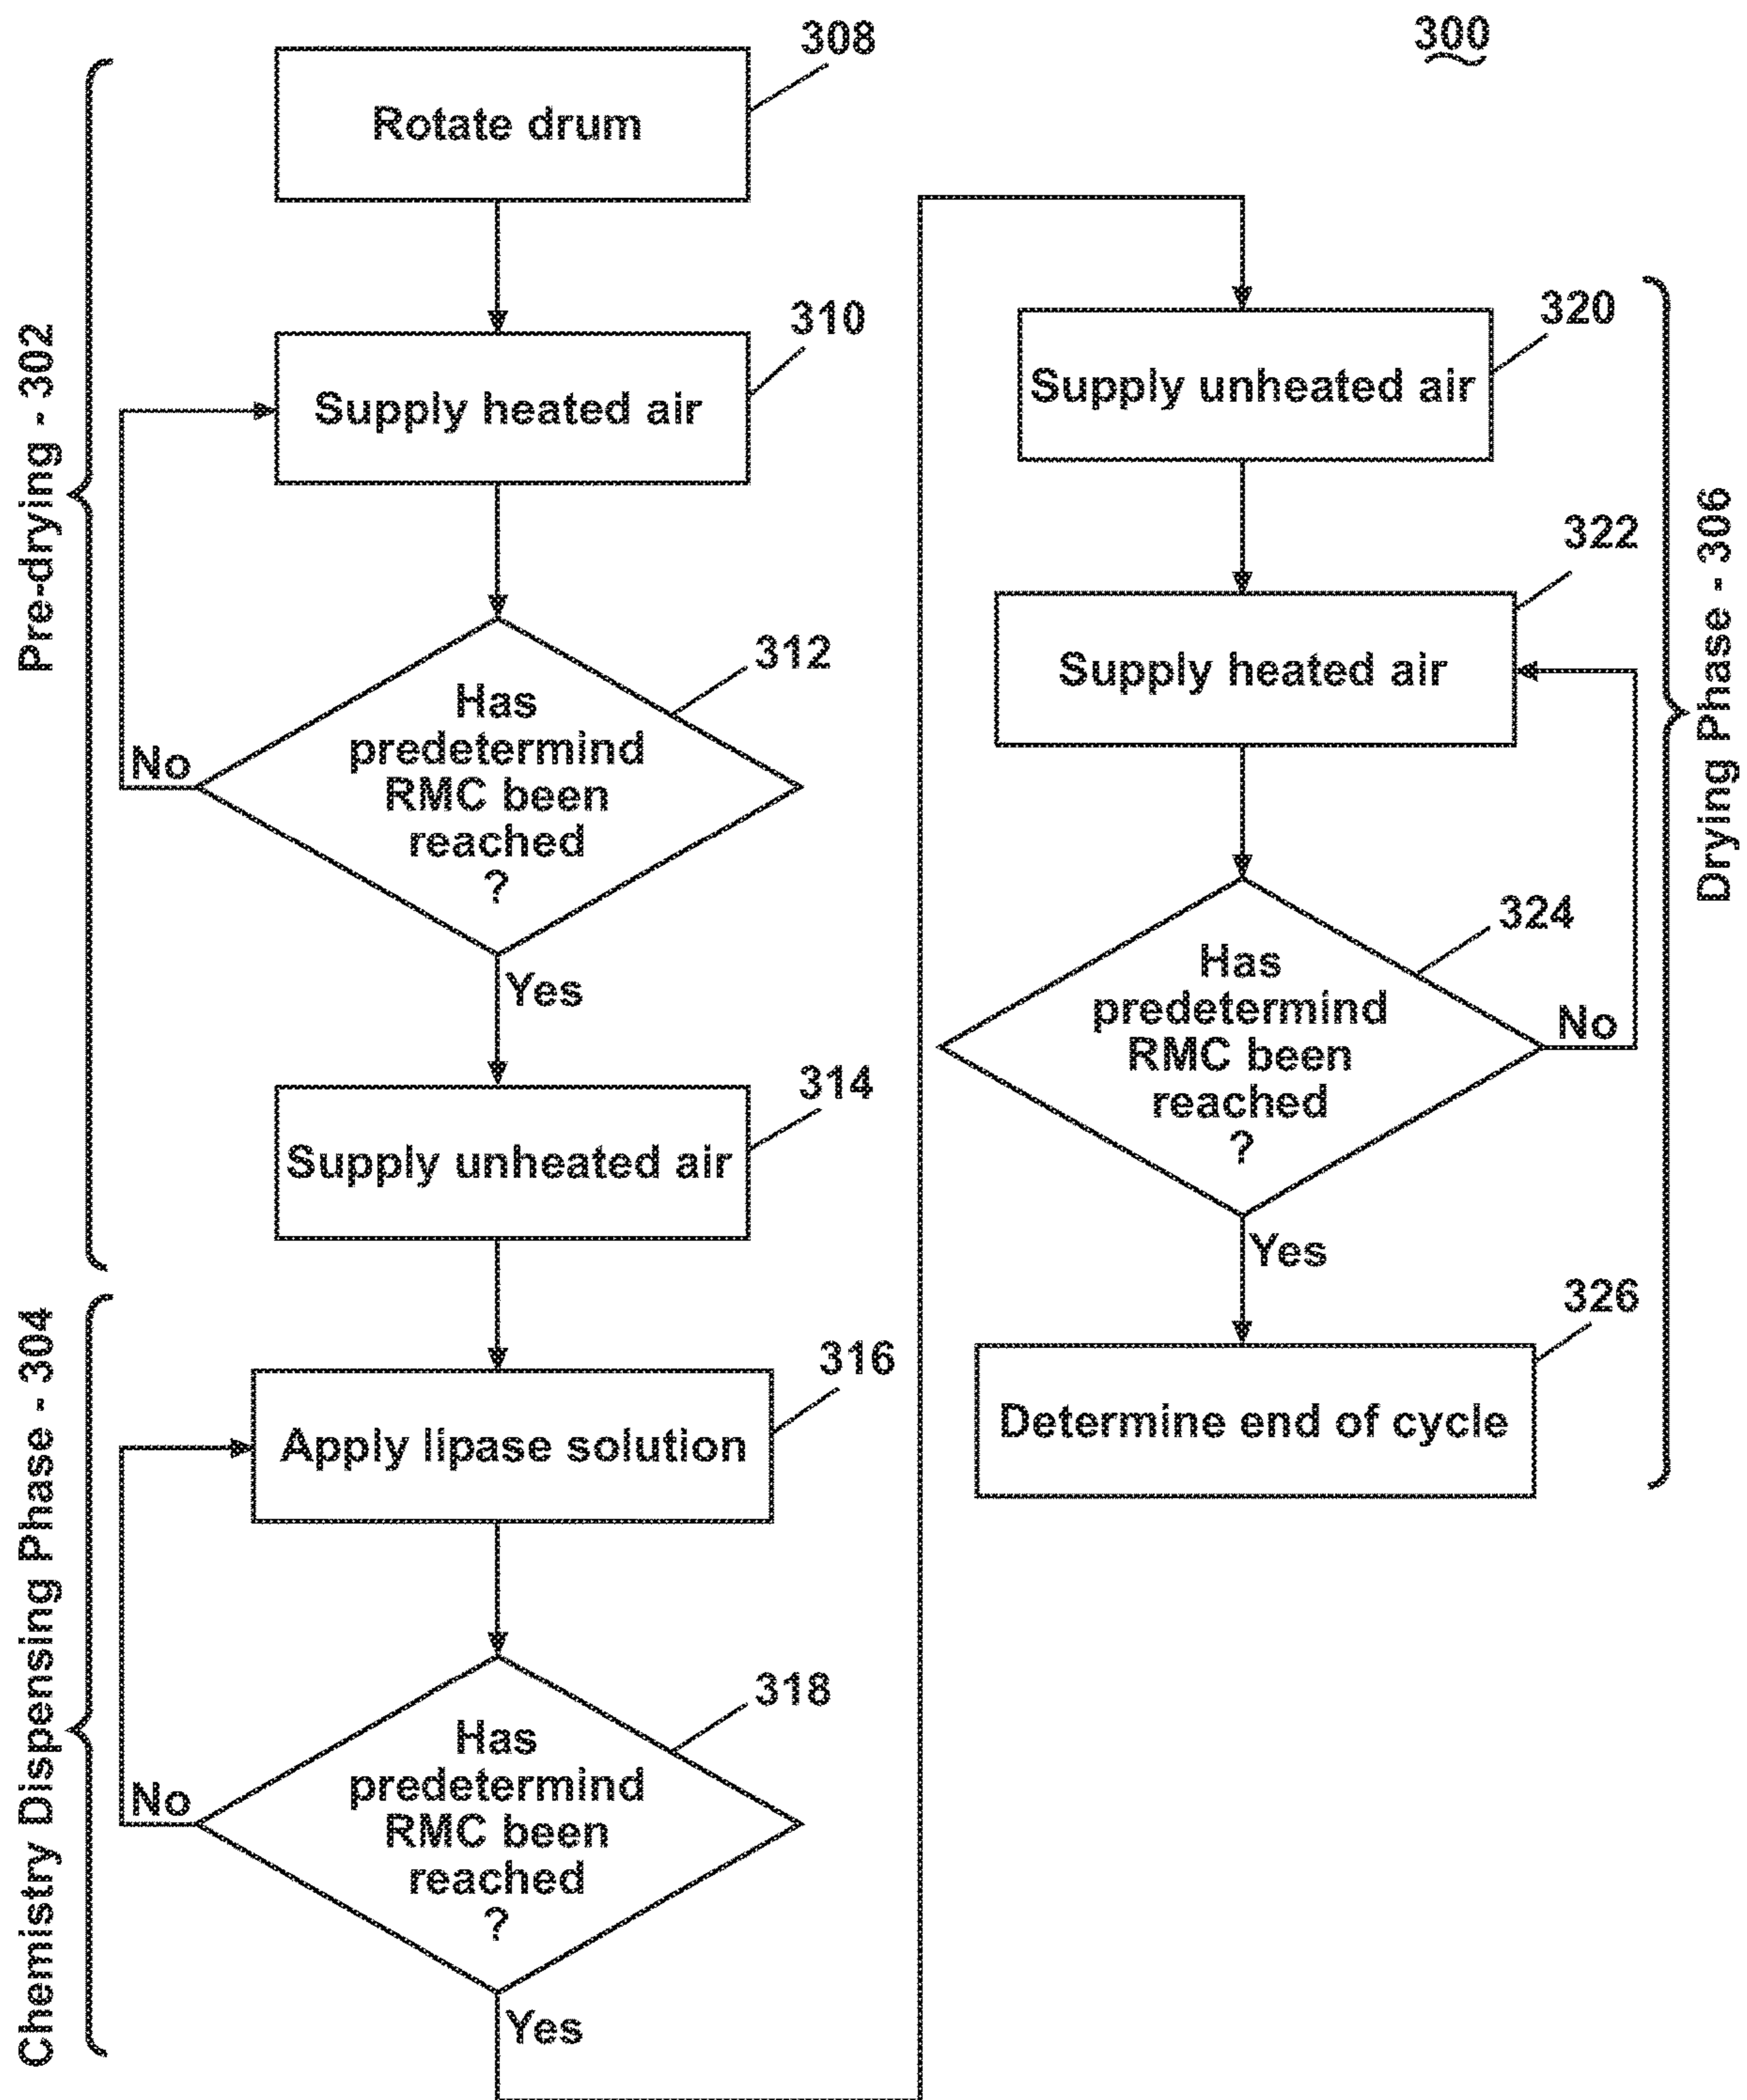 300
Pre-drying - 302
308
Rotate drum
310
Supply heated air
312
Has
predetermind
RMC been
reached
?
No
Yes
314
Supply unheated air
Chemistry Dispensing Phase - 304
316
Apply lipase solution
318
Has
predetermind
RMC been
reached
?
No
Yes
Drying Phase - 306
320
Supply unheated air
322
Supply heated air
324
Has
predetermind
RMC been
reached
?
No
Yes
326
Determine end of cycle